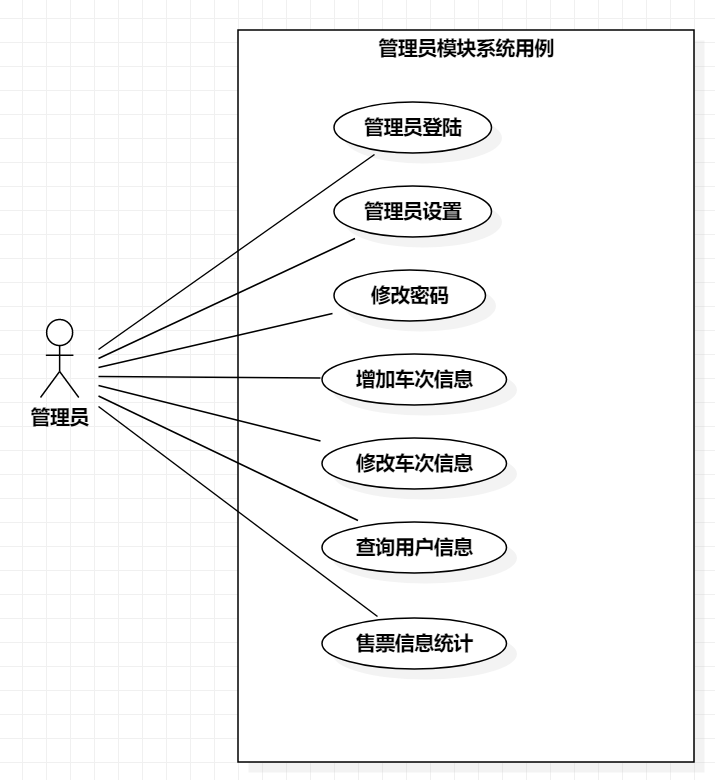 管理员模块系统用例
管理员登陆
管理员设置
修改密码
增加车次信息
管理员
修改车次信息
查询用户信息
售票信息统计